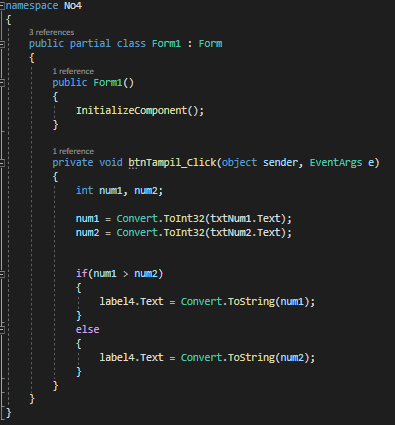 namespace No4
{
3 references
public partial class Form1 : Form
{
1 reference
public Form1()
{
InitializeComponent();
}
1 reference
private void btnTampil_Click(object sender, EventArgs e)
{
int num1, num2;
num1 = Convert.ToInt32(txtNum1.Text);
num2 = Convert.ToInt32(txtNum2.Text);
if(num1 > num2)
{
label4.Text = Convert.ToString(num1);
}
else
{
label4.Text = Convert.ToString(num2);
}
}
}
}